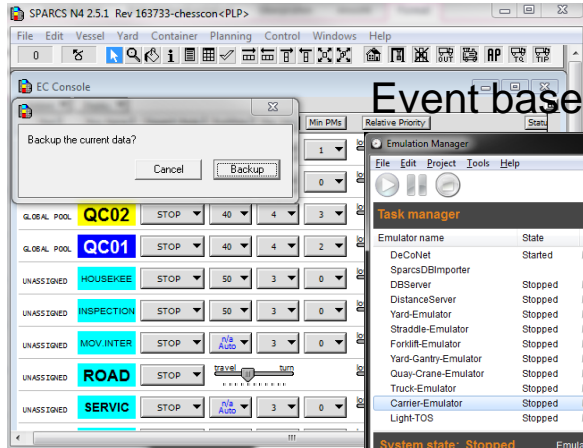 SPARCS N4 2.5.1 Rev 163733-chesscon<PLP>
File Edit Vessel Yard Container Planning Control Windows Help
0
EC Console
Event base
Min PMs Relative Priority Statu
Backup the current data?
Cancel Backup
1
0
GLOBAL POOL QC02 STOP 40 4 3
GLOBAL POOL QC01 STOP 40 4 2
UNASSIGNED HOUSEKEE STOP 50 3 0
UNASSIGNED INSPECTION STOP 50 3 0
UNASSIGNED MOV.INTER STOP n/a Auto 3 0
UNASSIGNED ROAD STOP travel turn
UNASSIGNED SERVIC STOP n/a Auto 3 0
Emulation Manager
File Edit Project Tools Help
Task manager
Emulator name State
DeCoNet Started
SparcsDBImporter
DBServer Stopped
DistanceServer Stopped
Yard-Emulator Stopped
Straddle-Emulator Stopped
Forklift-Emulator Stopped
Yard-Gantry-Emulator Stopped
Quay-Crane-Emulator Stopped
Truck-Emulator Stopped
Carrier-Emulator Stopped
Light-TOS Stopped
System state: Stopped Emula